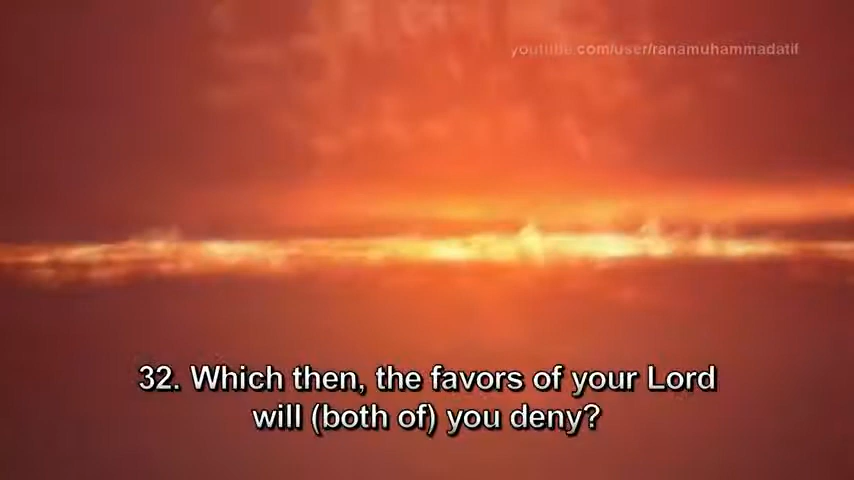 youtube.com/user/ranamuhammadatif
32. Which then, the favors of your Lord
will (both of) you deny?